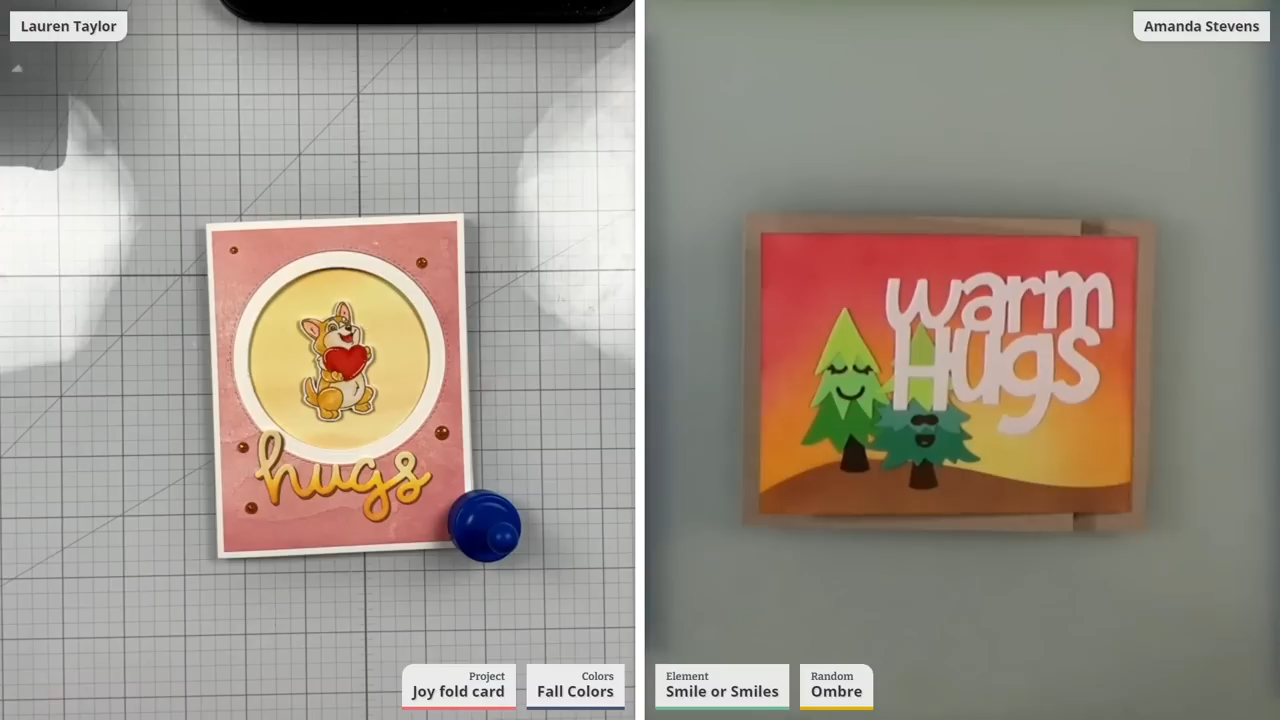 Lauren Taylor
Amanda Stevens
warm
Hugs
hugs
Project
Joy fold card
Colors
Fall Colors
Element
Smile or Smiles
Random
Ombre